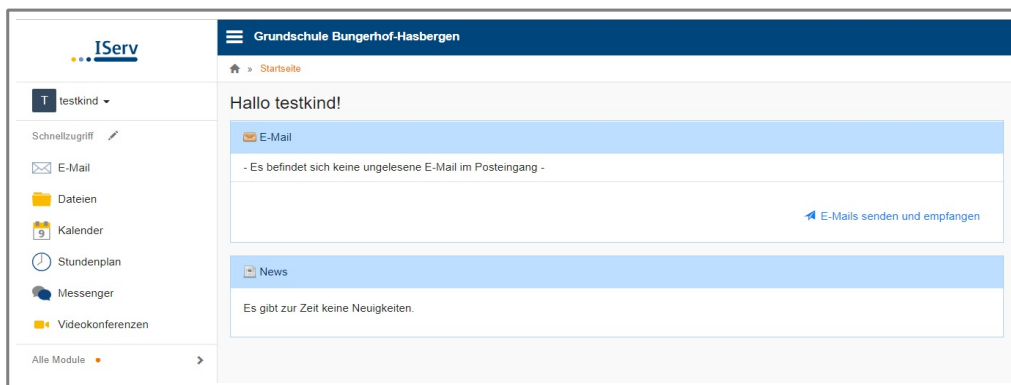 IServ
Grundschule Bungerhof-Hasbergen
» Startseite
T testkind
Hallo testkind!
Schnellzugriff
E-Mail
Dateien
9 Kalender
Stundenplan
Messenger
Videokonferenzen
Alle Module
E-Mail
- Es befindet sich keine ungelesene E-Mail im Posteingang -
E-Mails senden und empfangen
News
Es gibt zur Zeit keine Neuigkeiten.